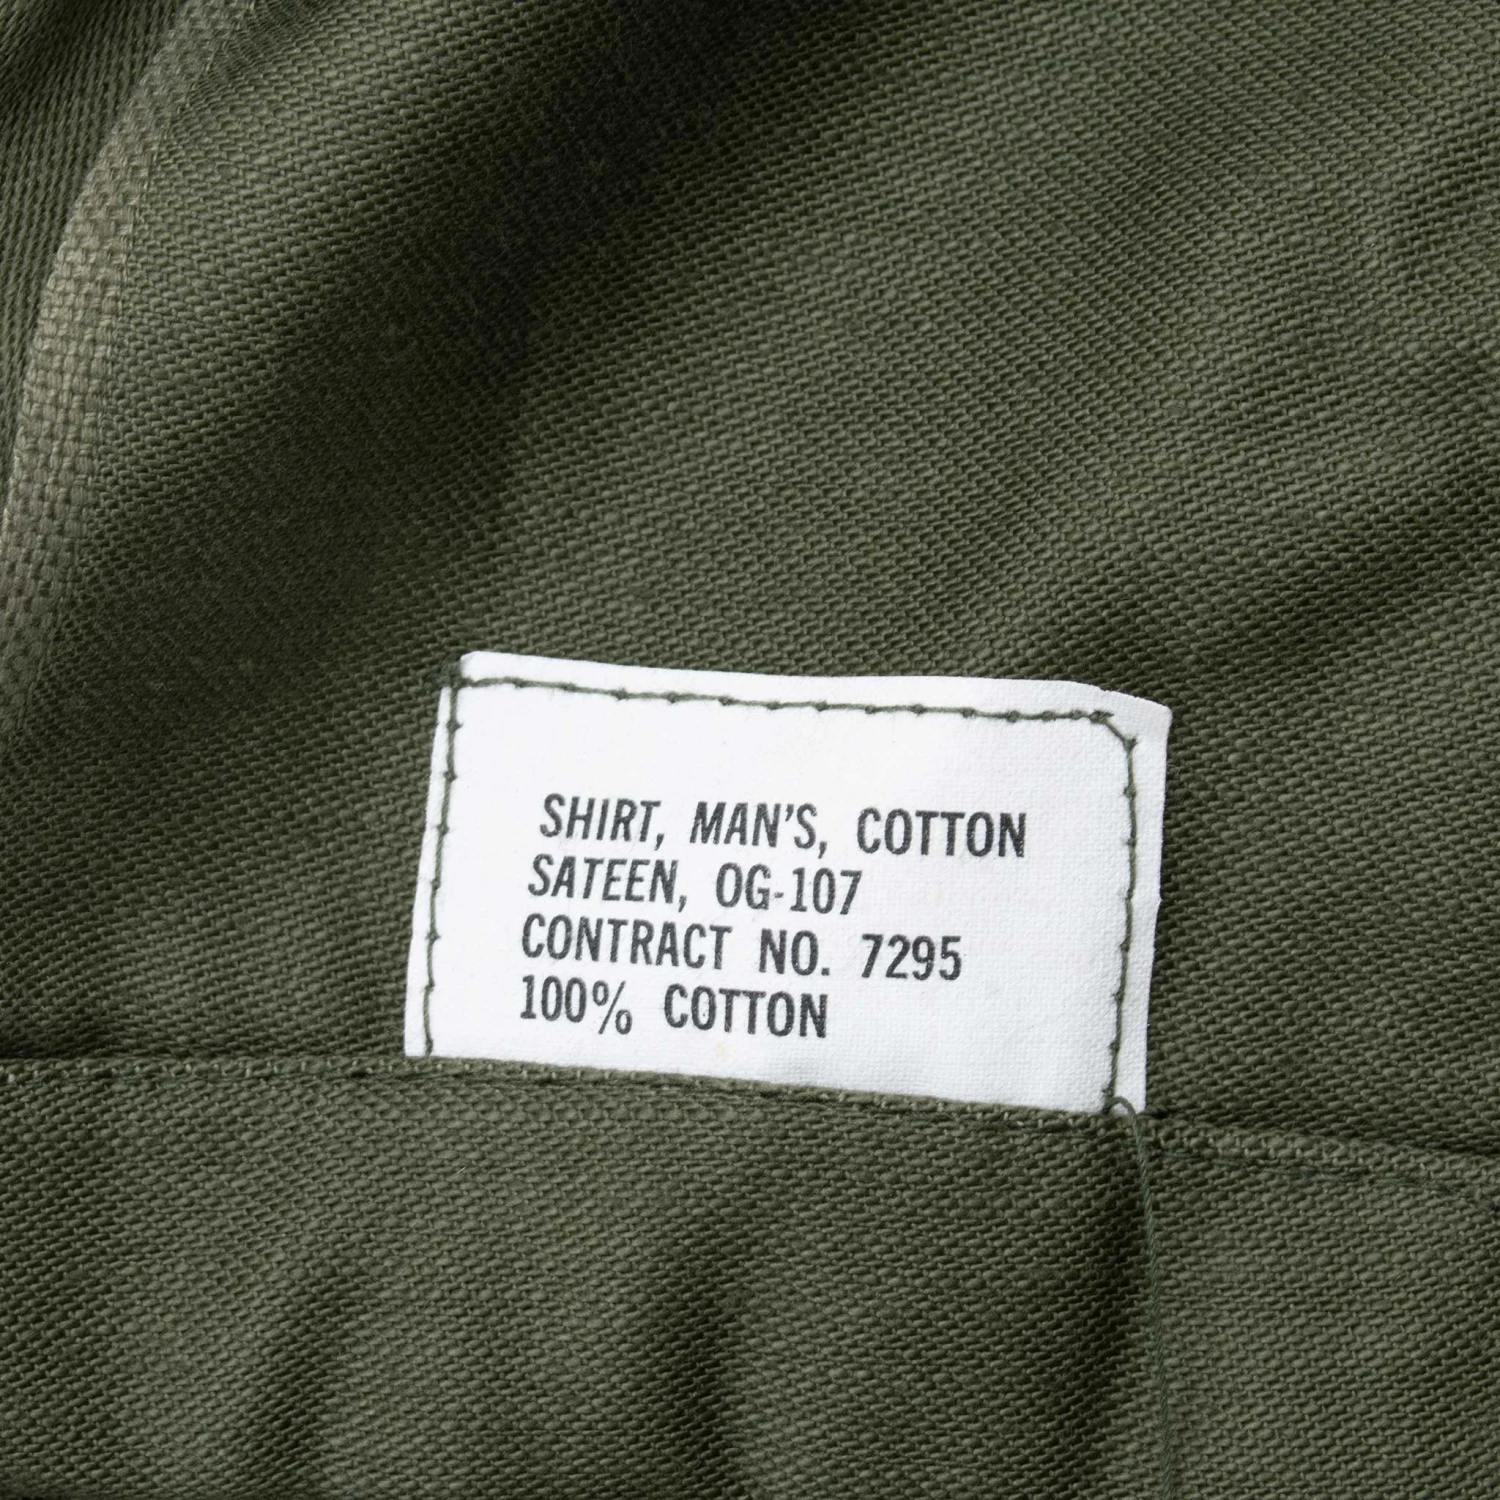 SHIRT, MAN'S, COTTON
SATEEN, OG-107
CONTRACT NO. 7295
100% COTTON